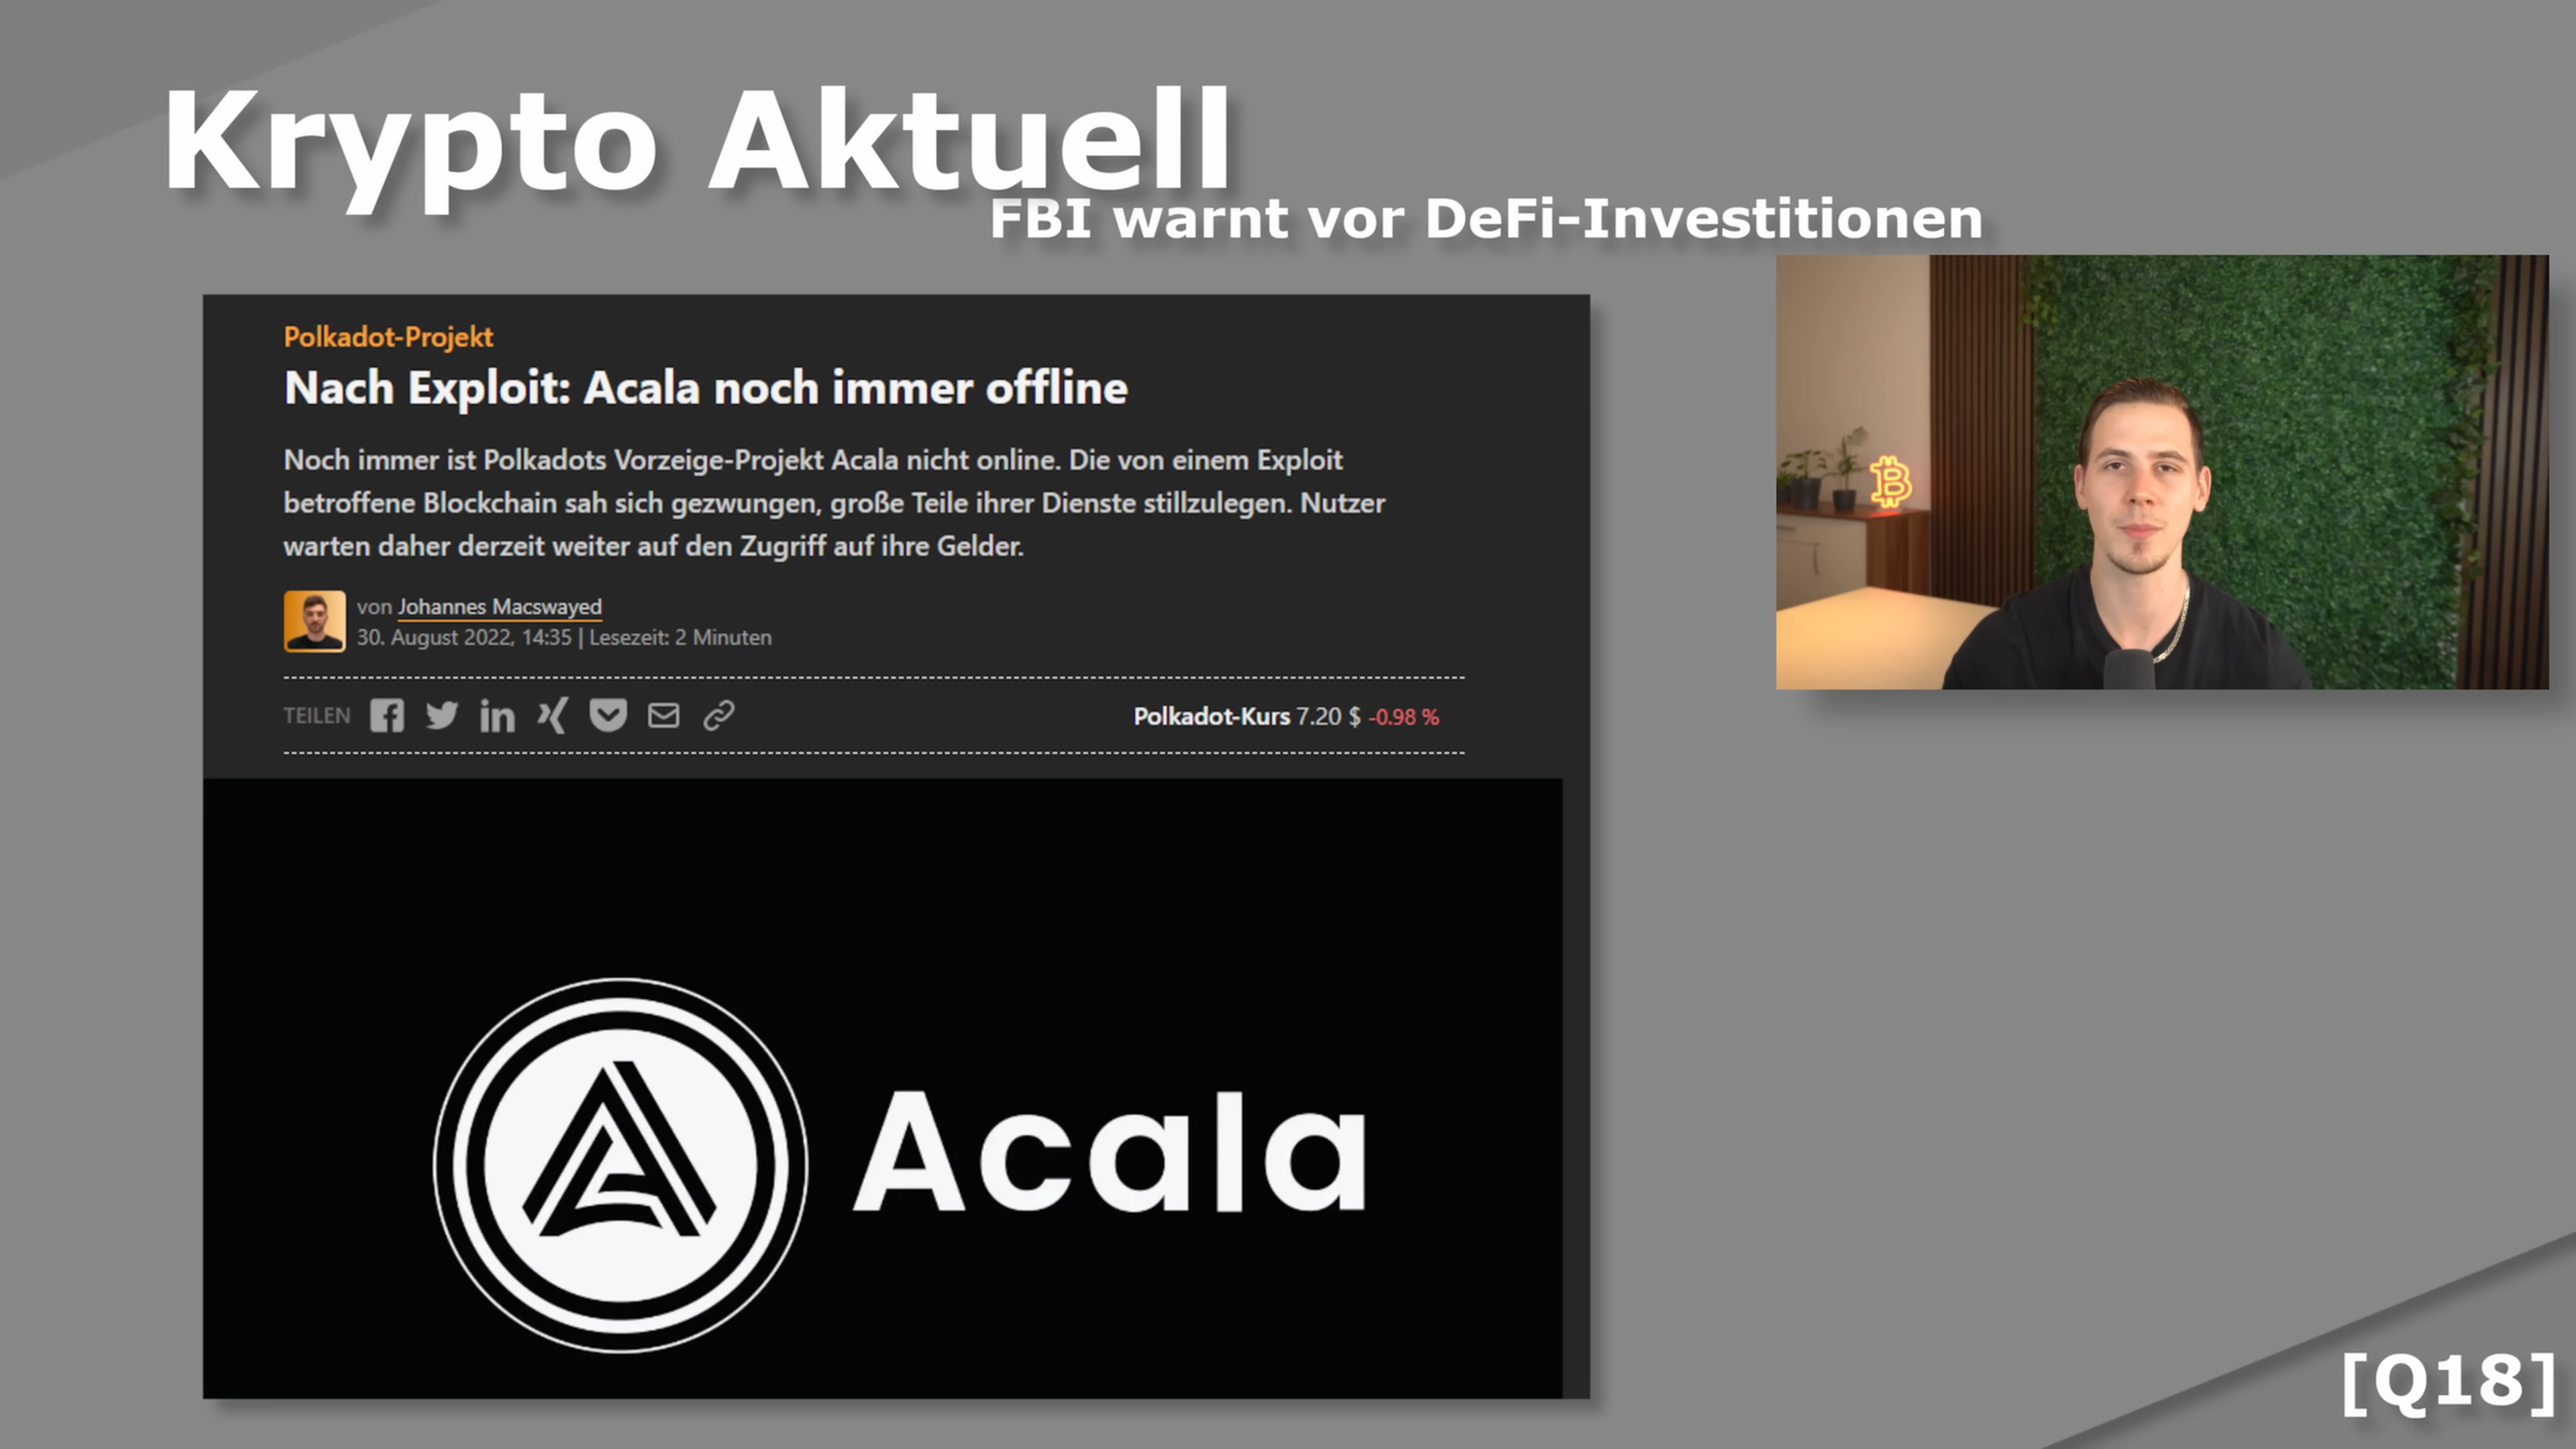 Krypto Aktuell
FBI warnt vor DeFi-Investitionen
Polkadot-Projekt
Nach Exploit: Acala noch immer offline
Noch immer ist Polkadots Vorzeige-Projekt Acala nicht online. Die von einem Exploit
betroffene Blockchain sah sich gezwungen, große Teile ihrer Dienste stillzulegen. Nutzer
warten daher derzeit weiter auf den Zugriff auf ihre Gelder.
von Johannes Macswayed
30. August 2022, 14:35 | Lesezeit: 2 Minuten
TEILEN
Polkadot-Kurs 7.20 $ -0.98 %
Acala
[Q18]